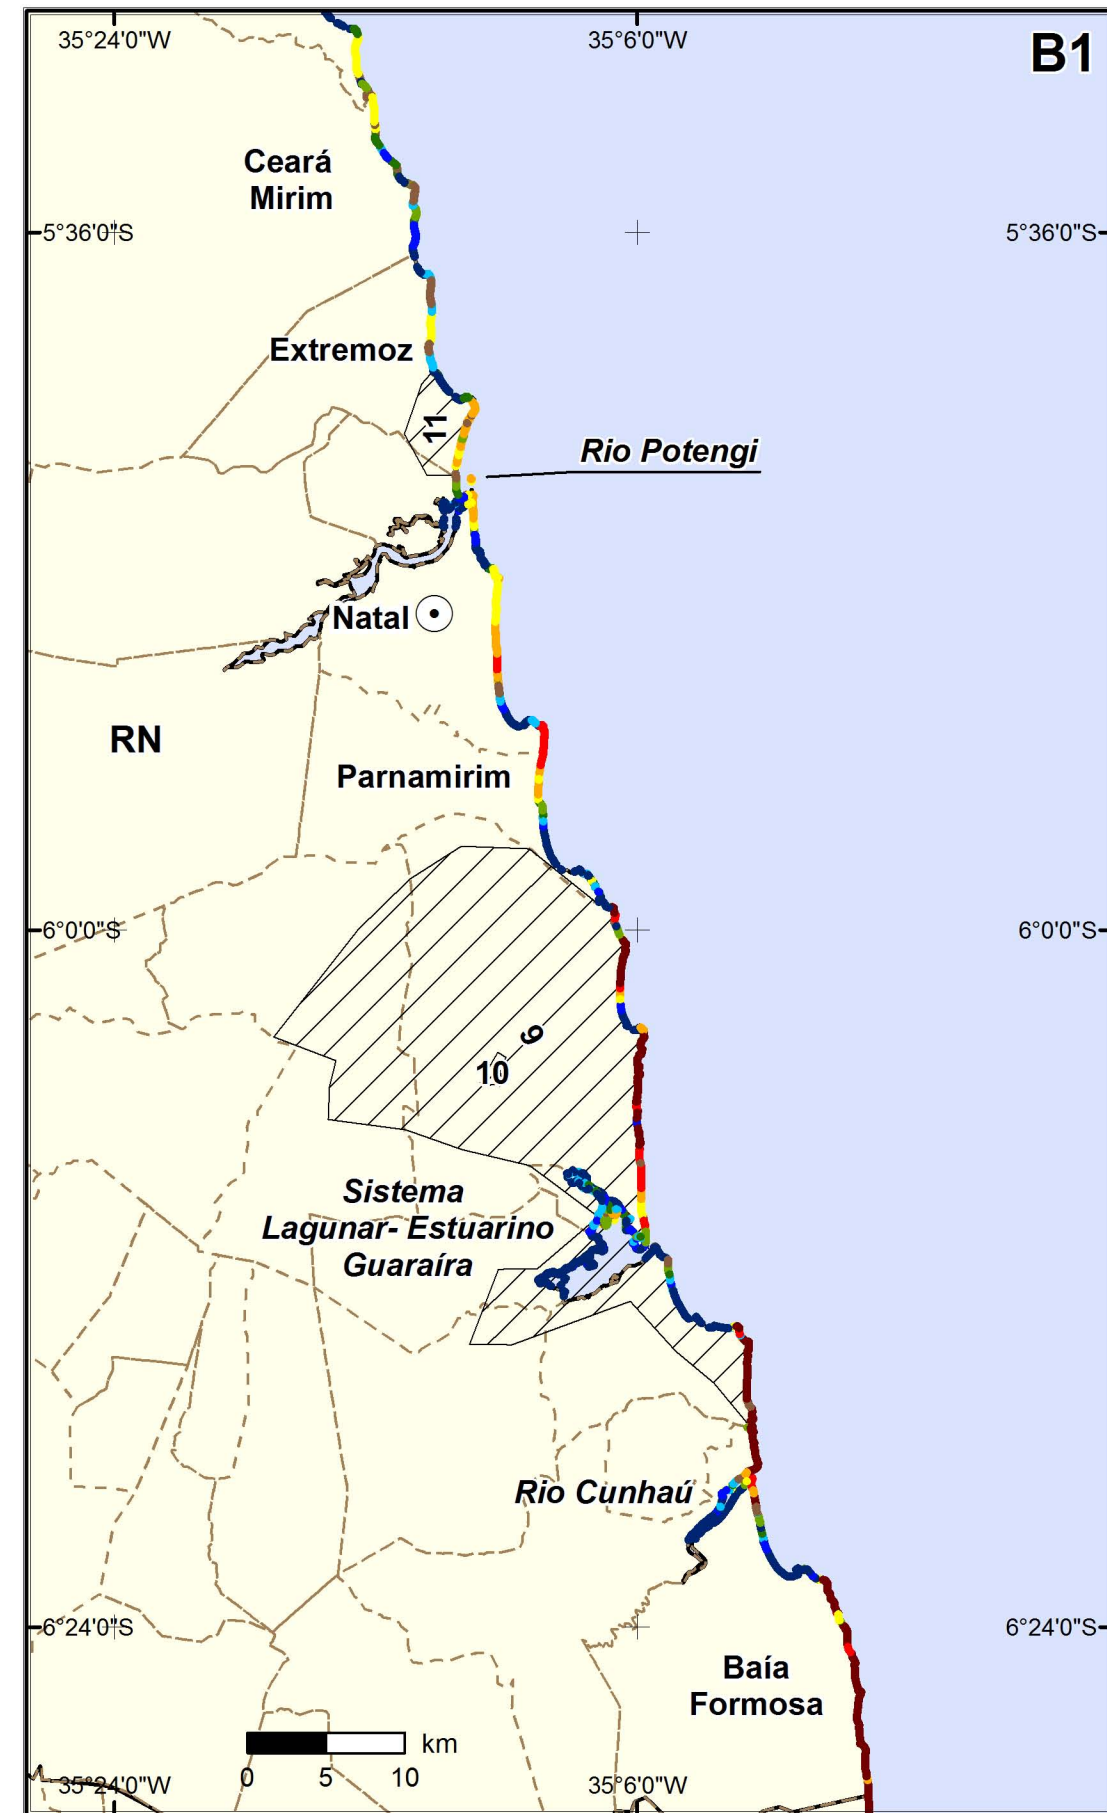 35°24'0"W
35°6'0"W
B1
Ceará
Mirim
5°36'0"S
5°36'0"S
Extremoz
11
Rio Potengi
Natal
RN
Parnamirim
6°0'0"S
6°0'0"S
9
10
Sistema
Lagunar- Estuarino
Guaraíra
Rio Cunhaú
6°24'0"S
6°24'0"S
Baía
Formosa
km
0 5 10
35°24'0"W
35°6'0"W